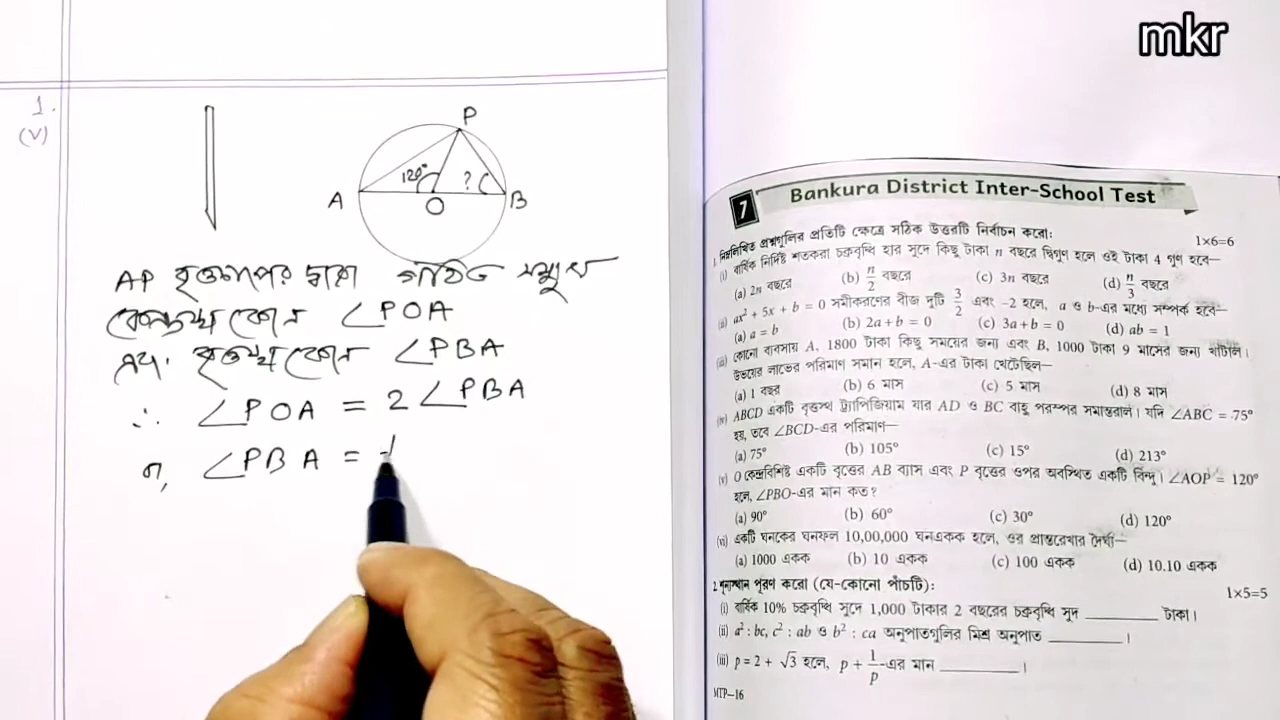 mkr
1.
(v)
P
120°
?
A
O
B
AP বৃত্তচাপের দ্বারা গঠিত সম্মুখ
কেন্দ্রস্থ কোন ∠POA
এবং বৃত্তস্থ কোন ∠PBA
∴ ∠POA = 2 ∠PBA
বা, ∠PBA =
7 Bankura District Inter-School Test
1. নিম্নলিখিত প্রশ্নগুলির প্রতিটি ক্ষেত্রে সঠিক উত্তরটি নির্বাচন করো: 1×6=6
(i) বার্ষিক নির্দিষ্ট শতকরা চক্রবৃদ্ধি হার সুদে কিছু টাকা n বছরে দ্বিগুণ হলে ওই টাকা 4 গুণ হবে—
(a) 2n বছরে (b) n/2 বছরে (c) 3n বছরে (d) n/3 বছরে
(ii) ax² + 5x + b = 0 সমীকরণের বীজ দুটি 3/2 এবং -2 হলে, a ও b-এর মধ্যে সম্পর্ক হবে—
(a) a = b (b) 2a + b = 0 (c) 3a + b = 0 (d) ab = 1
(iii) কোনো ব্যবসায় A, 1800 টাকা কিছু সময়ের জন্য এবং B, 1000 টাকা 9 মাসের জন্য খাটাল।
উভয়ের লাভের পরিমাণ সমান হলে, A-এর টাকা খেটেছিল—
(a) 1 বছর (b) 6 মাস (c) 5 মাস (d) 8 মাস
(iv) ABCD একটি বৃত্তস্থ ট্রাপিজিয়াম যার AD ও BC বাহু পরস্পর সমান্তরাল। যদি ∠ABC = 75°
হয়, তবে ∠BCD-এর পরিমাণ—
(a) 75° (b) 105° (c) 15° (d) 213°
(v) O কেন্দ্রবিশিষ্ট একটি বৃত্তের AB ব্যাস এবং P বৃত্তের ওপর অবস্থিত একটি বিন্দু। ∠AOP = 120°
হলে, ∠PBO-এর মান কত?
(a) 90° (b) 60° (c) 30° (d) 120°
(vi) একটি ঘনকের ঘনফল 10,00,000 ঘনএকক হলে, ওর প্রান্তরেখার দৈর্ঘ্য—
(a) 1000 একক (b) 10 একক (c) 100 একক (d) 10.10 একক
2. শূন্যস্থান পূরণ করো (যে-কোনো পাঁচটি): 1×5=5
(i) বার্ষিক 10% চক্রবৃদ্ধি সুদে 1,000 টাকার 2 বছরের চক্রবৃদ্ধি সুদ ________ টাকা।
(ii) a² : bc, c² : ab ও b² : ca অনুপাতগুলির মিশ্র অনুপাত ________।
(iii) p = 2 + √3 হলে, p + 1/p-এর মান ________।
MTP-16